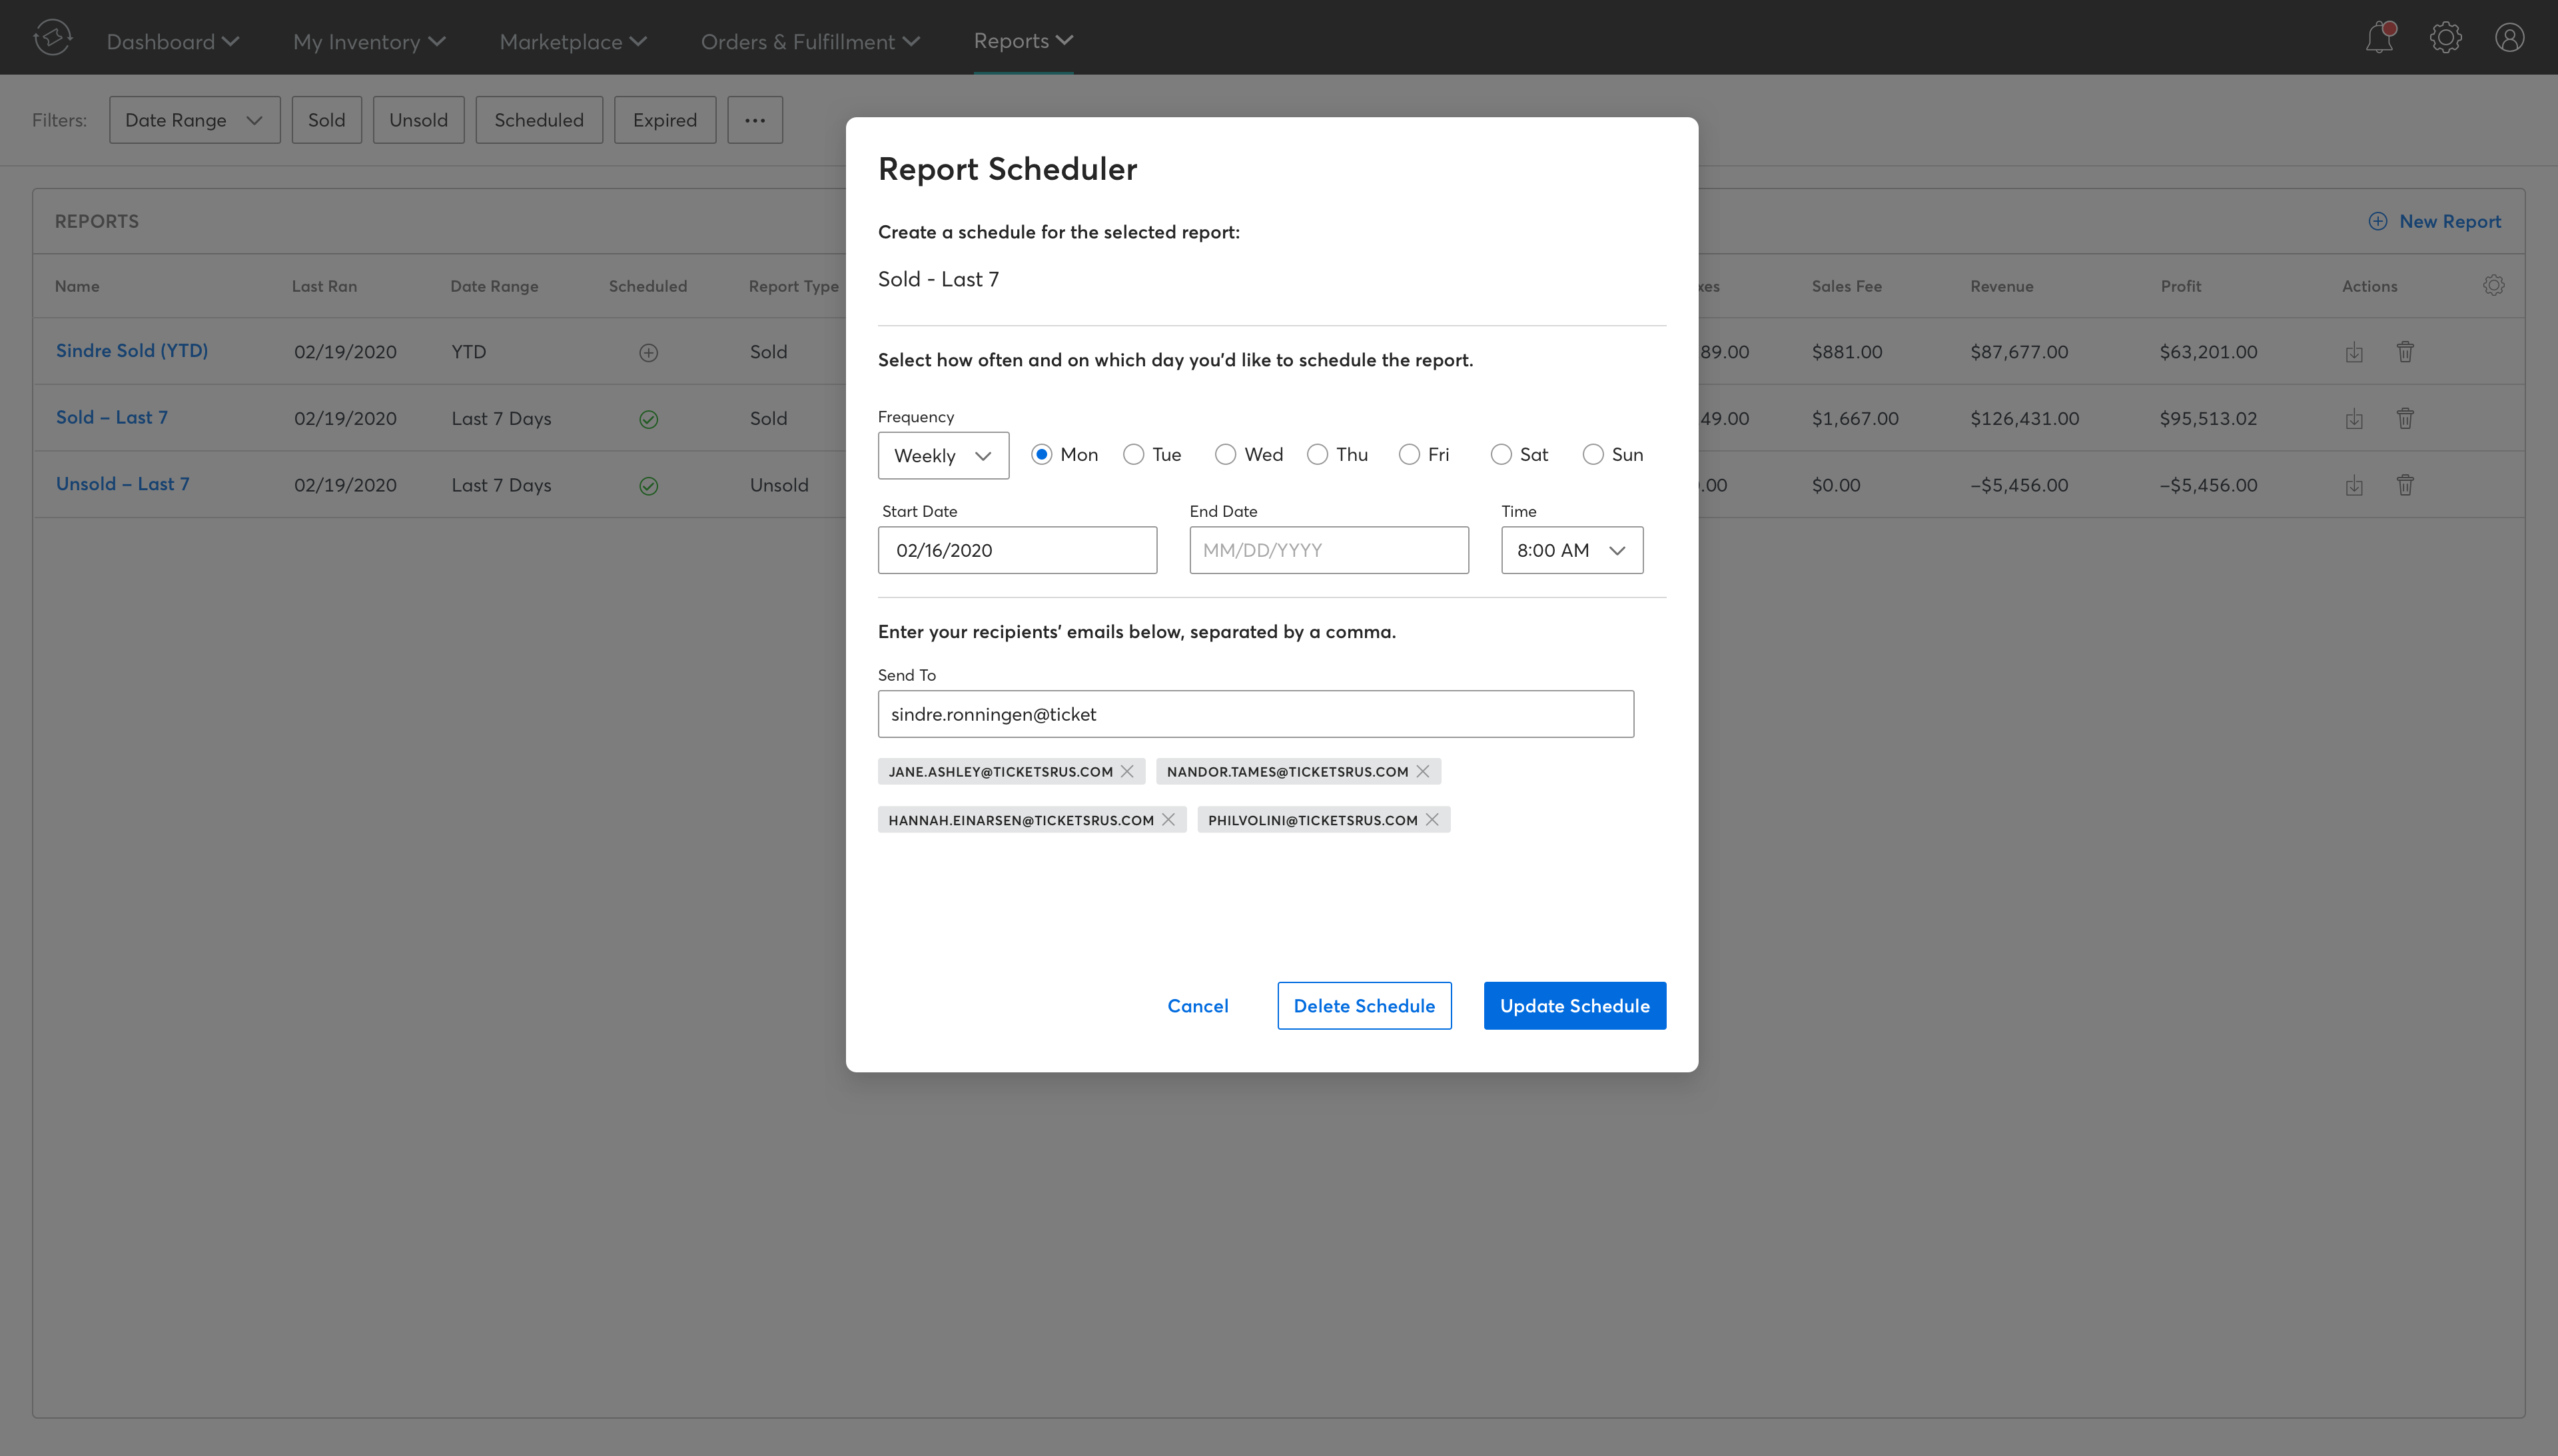 Dashboard My Inventory Marketplace Orders & Fulfillment Reports
Filters: Date Range Sold Unsold Scheduled Expired ...
REPORTS New Report
Name Last Ran Date Range Scheduled Report Type Sales Fee Revenue Profit Actions
Sindre Sold (YTD) 02/19/2020 YTD Sold 89.00 $881.00 $87,677.00 $63,201.00
Sold – Last 7 02/19/2020 Last 7 Days Sold 49.00 $1,667.00 $126,431.00 $95,513.02
Unsold – Last 7 02/19/2020 Last 7 Days Unsold .00 $0.00 –$5,456.00 –$5,456.00
Report Scheduler
Create a schedule for the selected report:
Sold - Last 7
Select how often and on which day you'd like to schedule the report.
Frequency
Weekly Mon Tue Wed Thu Fri Sat Sun
Start Date End Date Time
02/16/2020 MM/DD/YYYY 8:00 AM
Enter your recipients' emails below, separated by a comma.
Send To
sindre.ronningen@ticket
JANE.ASHLEY@TICKETSRUS.COM NANDOR.TAMES@TICKETSRUS.COM
HANNAH.EINARSEN@TICKETSRUS.COM PHILVOLINI@TICKETSRUS.COM
Cancel Delete Schedule Update Schedule